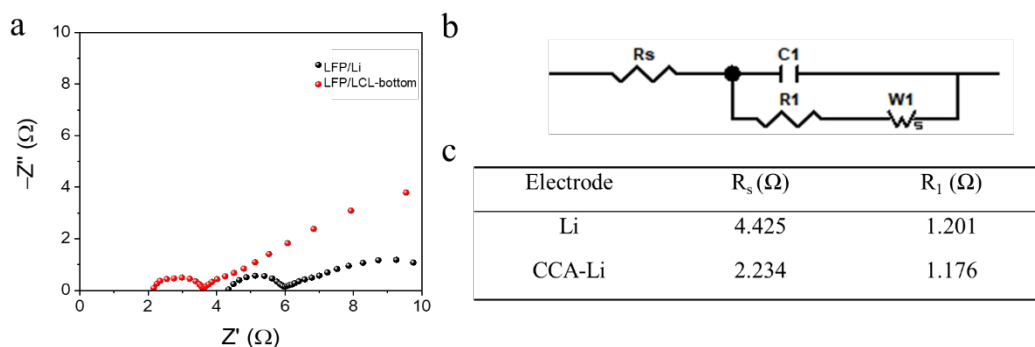 a
10
8
6
4
2
0
−Z'' (Ω)
LFP/Li
LFP/LCL-bottom
0 2 4 6 8 10
Z' (Ω)
b
Rs
C1
R1
W1
s
c
Electrode Rs (Ω) R1 (Ω)
Li 4.425 1.201
CCA-Li 2.234 1.176